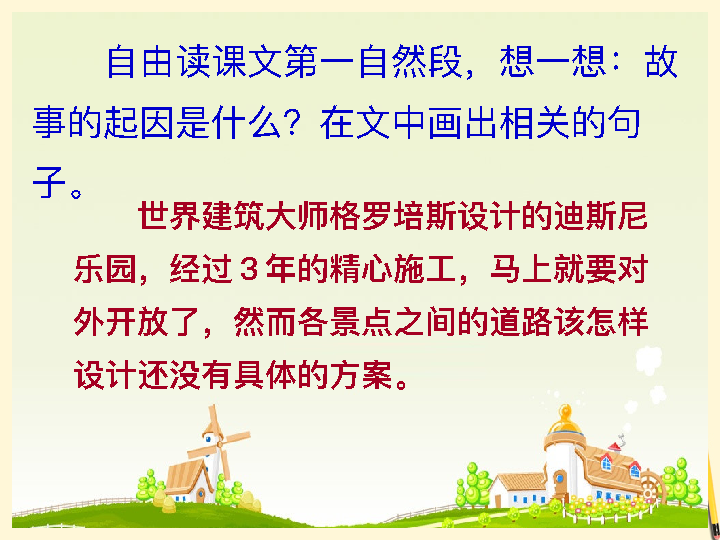 自由读课文第一自然段，想一想：故
事的起因是什么？在文中画出相关的句
子。
世界建筑大师格罗培斯设计的迪斯尼
乐园，经过３年的精心施工，马上就要对
外开放了，然而各景点之间的道路该怎样
设计还没有具体的方案。